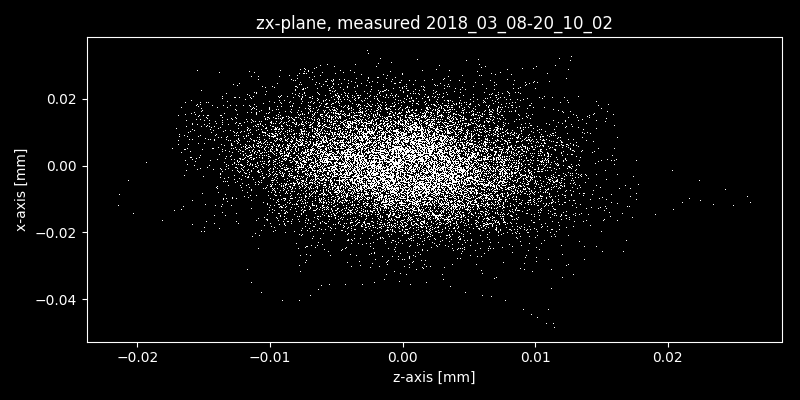 zx-plane, measured 2018_03_08-20_10_02
0.02
0.00
−0.02
−0.04
x-axis [mm]
−0.02 −0.01 0.00 0.01 0.02
z-axis [mm]